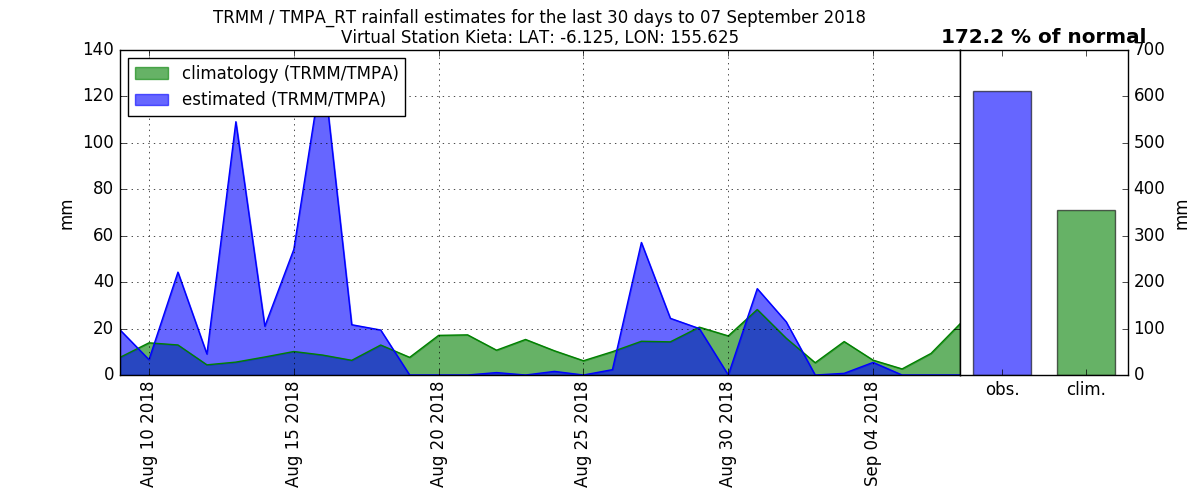 TRMM / TMPA_RT rainfall estimates for the last 30 days to 07 September 2018
Virtual Station Kieta: LAT: -6.125, LON: 155.625
172.2 % of normal
climatology (TRMM/TMPA)
estimated (TRMM/TMPA)
140
120
100
80
60
40
20
0
mm
Aug 10 2018
Aug 15 2018
Aug 20 2018
Aug 25 2018
Aug 30 2018
Sep 04 2018
obs.
clim.
700
600
500
400
300
200
100
0
mm